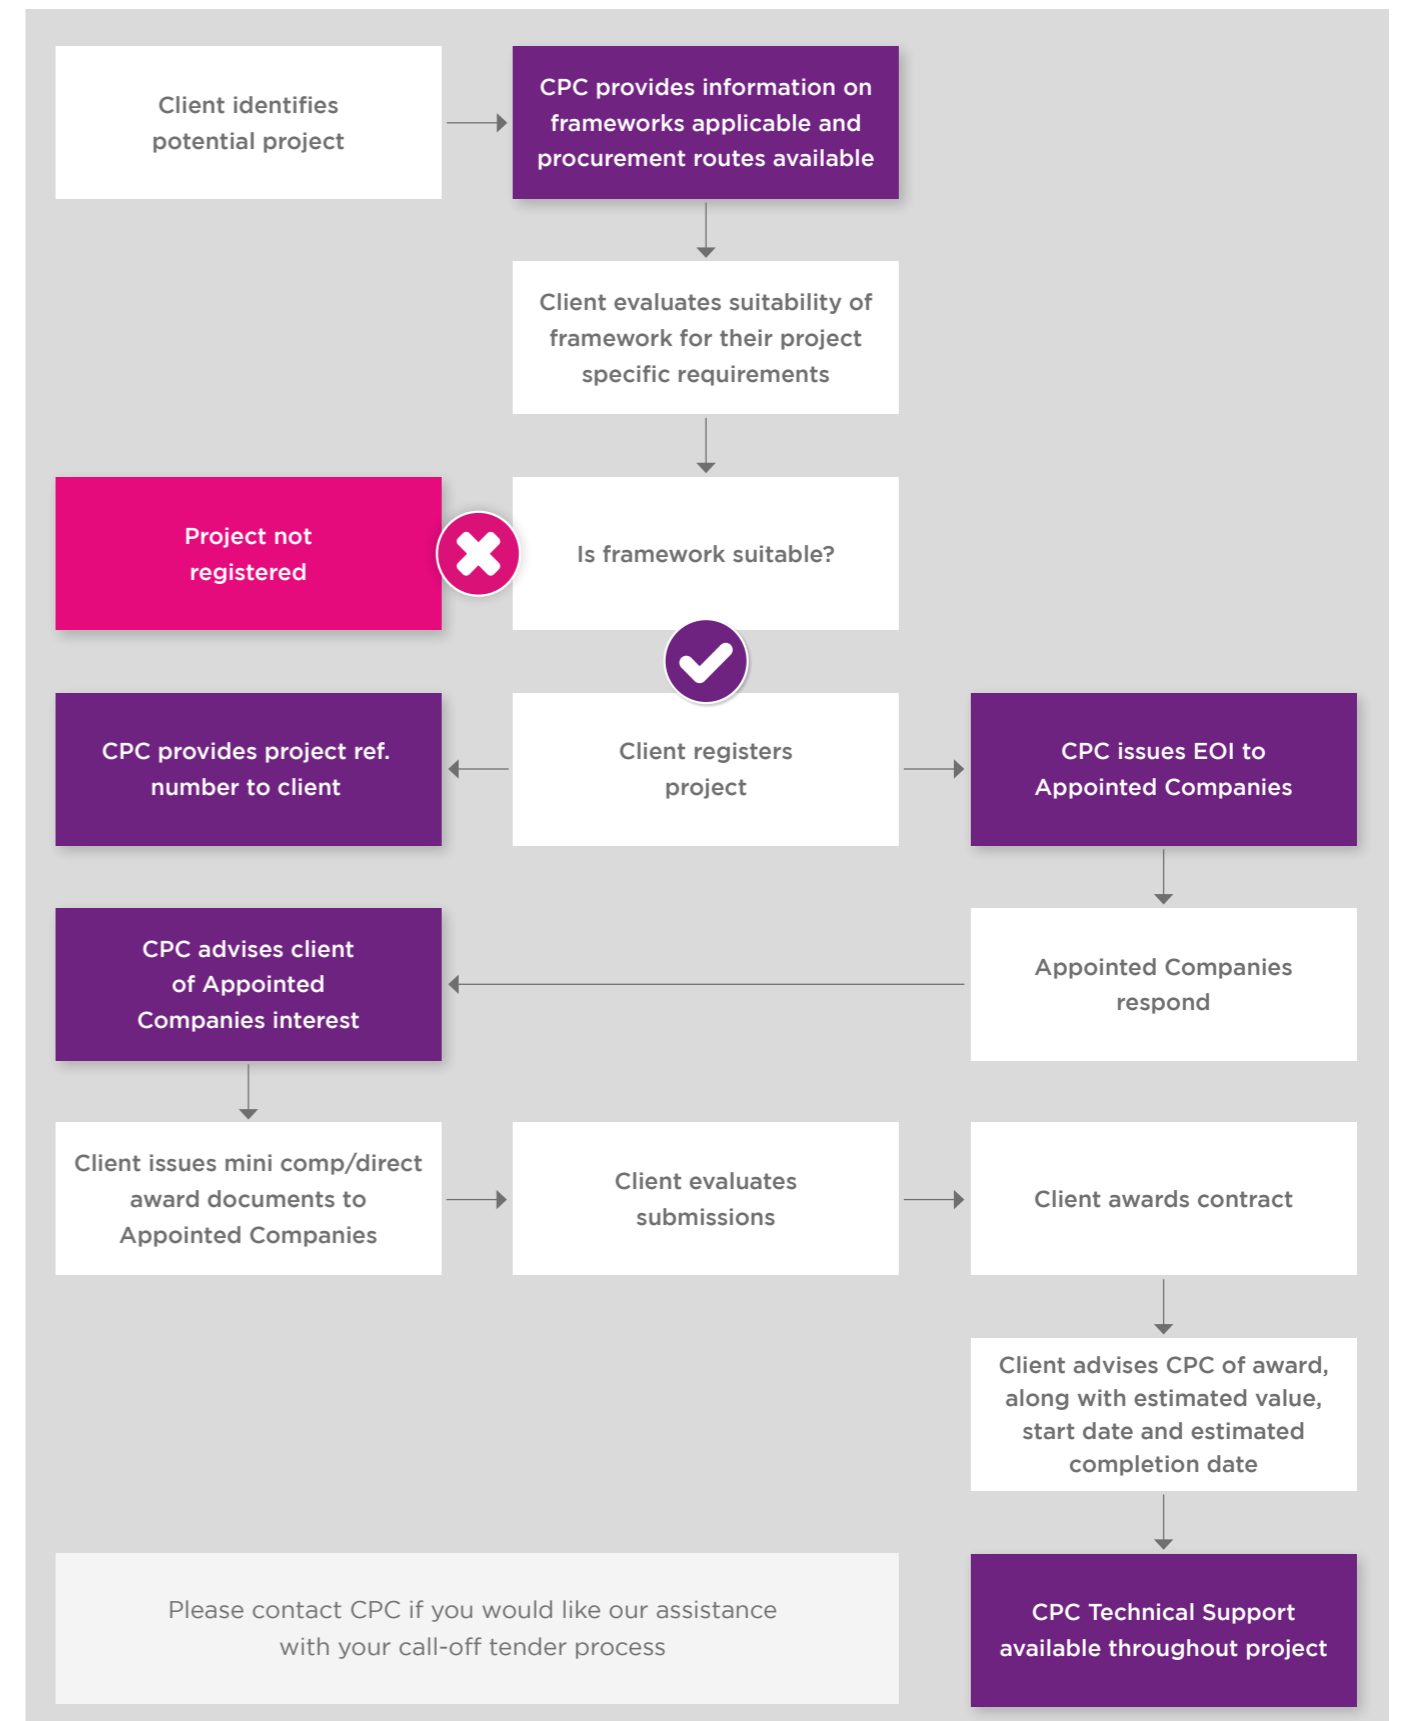 Client identifies
potential project
CPC provides information on
frameworks applicable and
procurement routes available
Client evaluates suitability of
framework for their project
specific requirements
Project not
registered
Is framework suitable?
CPC provides project ref.
number to client
Client registers
project
CPC issues EOI to
Appointed Companies
CPC advises client
of Appointed
Companies interest
Appointed Companies
respond
Client issues mini comp/direct
award documents to
Appointed Companies
Client evaluates
submissions
Client awards contract
Client advises CPC of award,
along with estimated value,
start date and estimated
completion date
Please contact CPC if you would like our assistance
with your call-off tender process
CPC Technical Support
available throughout project